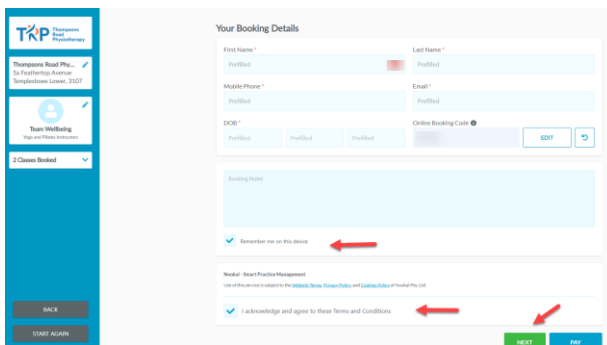 TRP Thompsons
Road
Physiotherapy
Thompsons Road Phy...
5a Feathertop Avenue
Templestowe Lower, 3107
Team Wellbeing
Yoga and Pilates Instructors
2 Classes Booked
BACK
START AGAIN
Your Booking Details
First Name *
Last Name *
Prefilled
Prefilled
Mobile Phone *
Email *
Prefilled
Prefilled
DOB *
Online Booking Code
Prefilled
Prefilled
Prefilled
EDIT
Booking Notes
Remember me on this device
Nookal - Smart Practice Management
Use of this service is subject to the Website Terms, Privacy Policy, and Cookies Policy of Nookal Pty Ltd.
I acknowledge and agree to these Terms and Conditions
NEXT
PAY